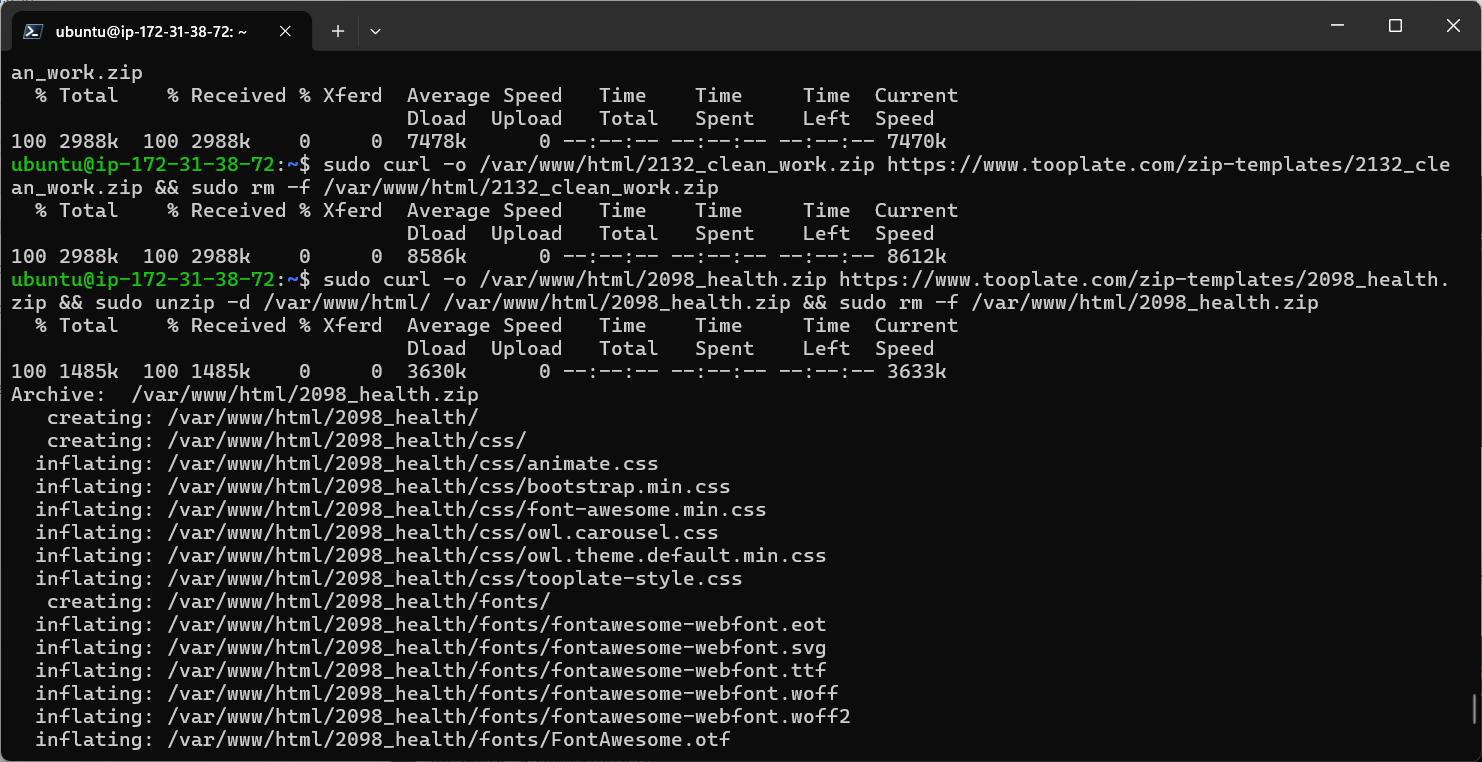 ubuntu@ip-172-31-38-72: ~
an_work.zip
  % Total    % Received % Xferd  Average Speed   Time    Time     Time  Current
                                 Dload  Upload   Total   Spent    Left  Speed
100 2988k  100 2988k    0     0  7478k      0 --:--:-- --:--:-- --:--:-- 7470k
ubuntu@ip-172-31-38-72:~$ sudo curl -o /var/www/html/2132_clean_work.zip https://www.tooplate.com/zip-templates/2132_cle
an_work.zip && sudo rm -f /var/www/html/2132_clean_work.zip
  % Total    % Received % Xferd  Average Speed   Time    Time     Time  Current
                                 Dload  Upload   Total   Spent    Left  Speed
100 2988k  100 2988k    0     0  8586k      0 --:--:-- --:--:-- --:--:-- 8612k
ubuntu@ip-172-31-38-72:~$ sudo curl -o /var/www/html/2098_health.zip https://www.tooplate.com/zip-templates/2098_health.
zip && sudo unzip -d /var/www/html/ /var/www/html/2098_health.zip && sudo rm -f /var/www/html/2098_health.zip
  % Total    % Received % Xferd  Average Speed   Time    Time     Time  Current
                                 Dload  Upload   Total   Spent    Left  Speed
100 1485k  100 1485k    0     0  3630k      0 --:--:-- --:--:-- --:--:-- 3633k
Archive:  /var/www/html/2098_health.zip
   creating: /var/www/html/2098_health/
   creating: /var/www/html/2098_health/css/
  inflating: /var/www/html/2098_health/css/animate.css
  inflating: /var/www/html/2098_health/css/bootstrap.min.css
  inflating: /var/www/html/2098_health/css/font-awesome.min.css
  inflating: /var/www/html/2098_health/css/owl.carousel.css
  inflating: /var/www/html/2098_health/css/owl.theme.default.min.css
  inflating: /var/www/html/2098_health/css/tooplate-style.css
   creating: /var/www/html/2098_health/fonts/
  inflating: /var/www/html/2098_health/fonts/fontawesome-webfont.eot
  inflating: /var/www/html/2098_health/fonts/fontawesome-webfont.svg
  inflating: /var/www/html/2098_health/fonts/fontawesome-webfont.ttf
  inflating: /var/www/html/2098_health/fonts/fontawesome-webfont.woff
  inflating: /var/www/html/2098_health/fonts/fontawesome-webfont.woff2
  inflating: /var/www/html/2098_health/fonts/FontAwesome.otf